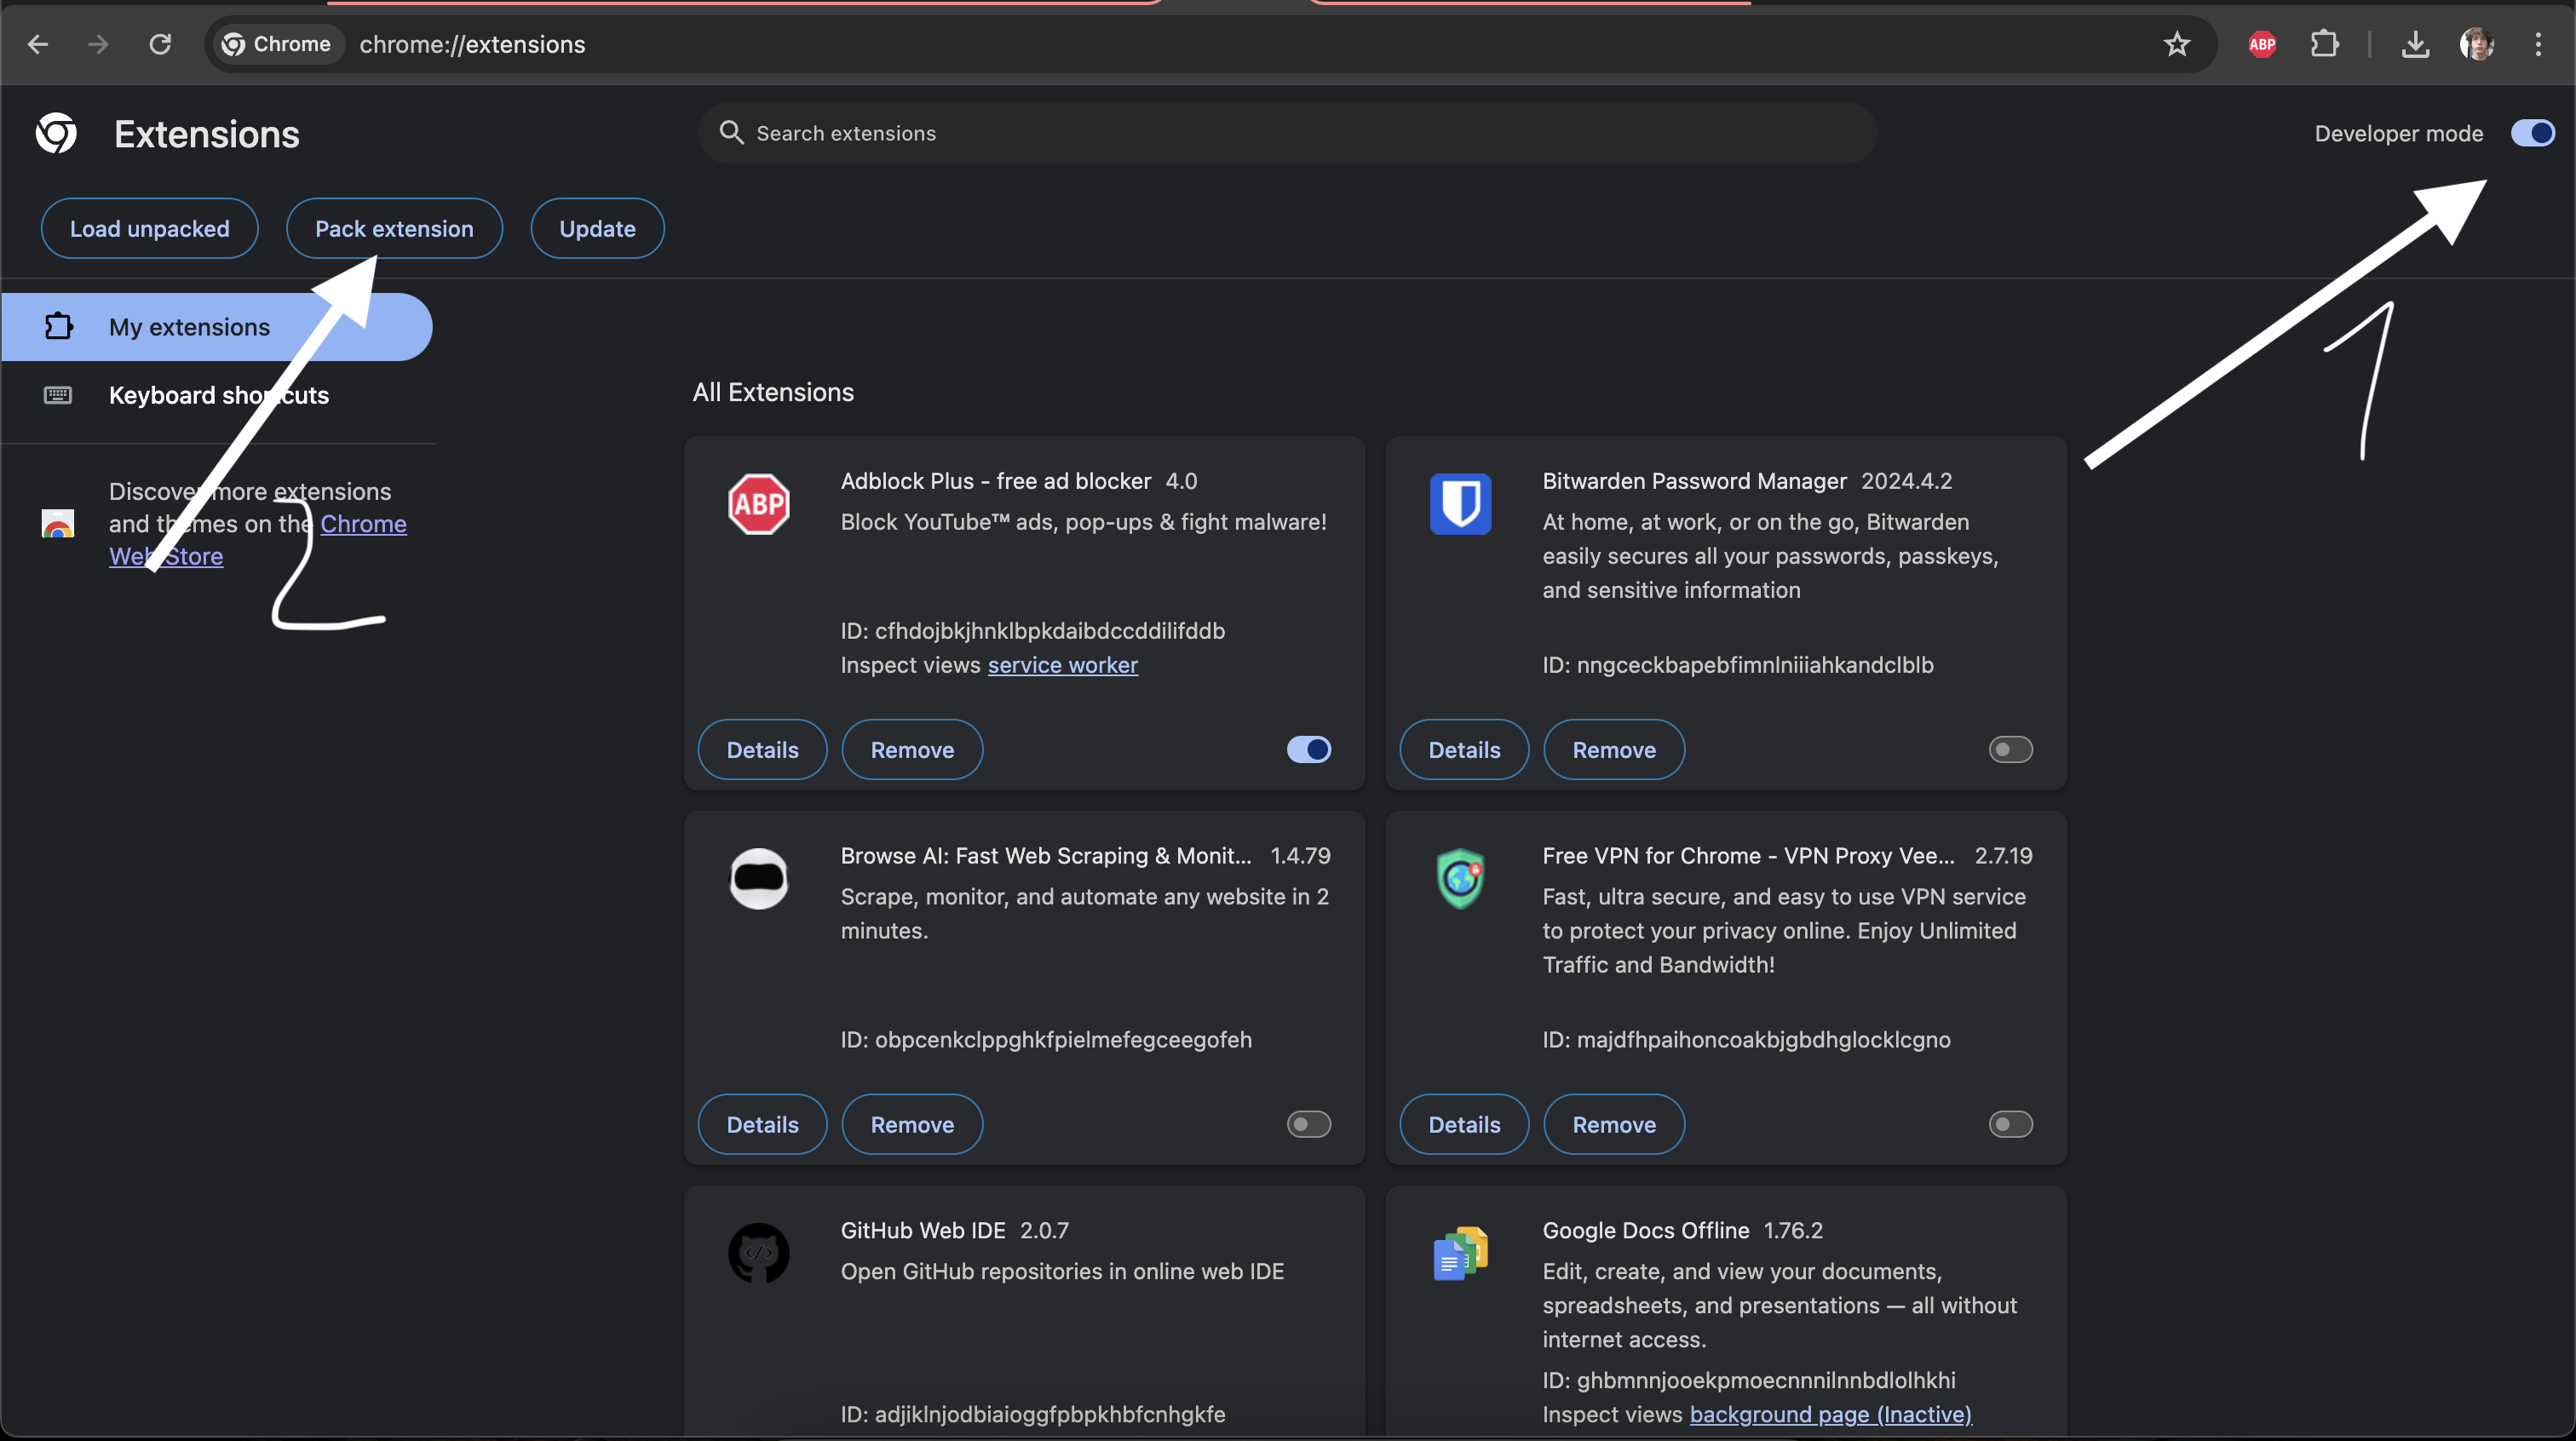 Chrome chrome://extensions
ABP
Extensions
Search extensions
Developer mode
Load unpacked
Pack extension
Update
1
My extensions
Keyboard shortcuts
Discover more extensions
and themes on the Chrome
Web Store
2
All Extensions
ABP
Adblock Plus - free ad blocker 4.0
Block YouTube™ ads, pop-ups & fight malware!
ID: cfhdojbkjhnklbpkdaibdccddilifddb
Inspect views service worker
Details
Remove
Bitwarden Password Manager 2024.4.2
At home, at work, or on the go, Bitwarden
easily secures all your passwords, passkeys,
and sensitive information
ID: nngceckbapebfimnlniiiahkandclblb
Details
Remove
Browse AI: Fast Web Scraping & Monit... 1.4.79
Scrape, monitor, and automate any website in 2
minutes.
ID: obpcenkclppghkfpielmefegceegofeh
Details
Remove
Free VPN for Chrome - VPN Proxy Vee... 2.7.19
Fast, ultra secure, and easy to use VPN service
to protect your privacy online. Enjoy Unlimited
Traffic and Bandwidth!
ID: majdfhpaihoncoakbjgbdhglocklcgno
Details
Remove
GitHub Web IDE 2.0.7
Open GitHub repositories in online web IDE
ID: adjiklnjodbiaioggfpbpkhbfcnhgkfe
Google Docs Offline 1.76.2
Edit, create, and view your documents,
spreadsheets, and presentations — all without
internet access.
ID: ghbmnnjooekpmoecnnnilnnbdlolhkhi
Inspect views background page (Inactive)